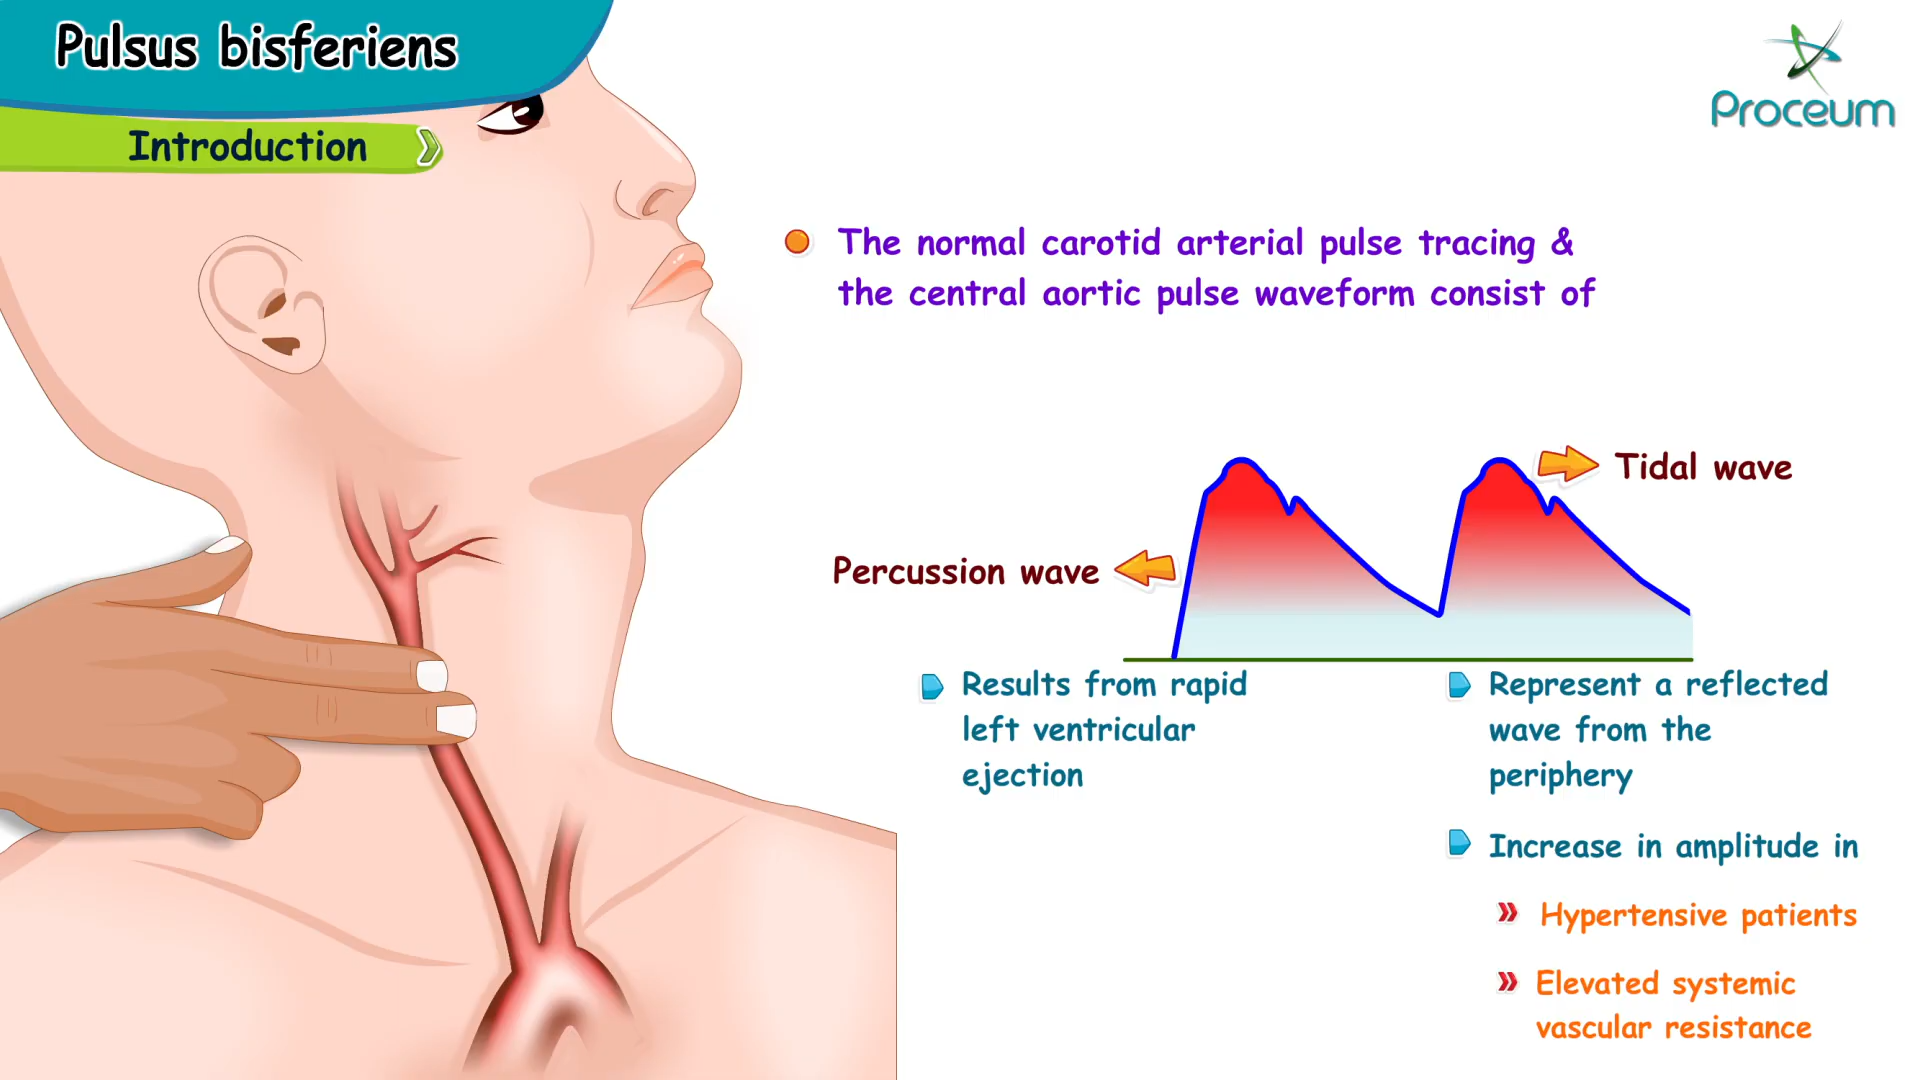 Pulsus bisferiens
Introduction
Proceum
The normal carotid arterial pulse tracing &
the central aortic pulse waveform consist of
Tidal wave
Percussion wave
Results from rapid
left ventricular
ejection
Represent a reflected
wave from the
periphery
Increase in amplitude in
Hypertensive patients
Elevated systemic
vascular resistance